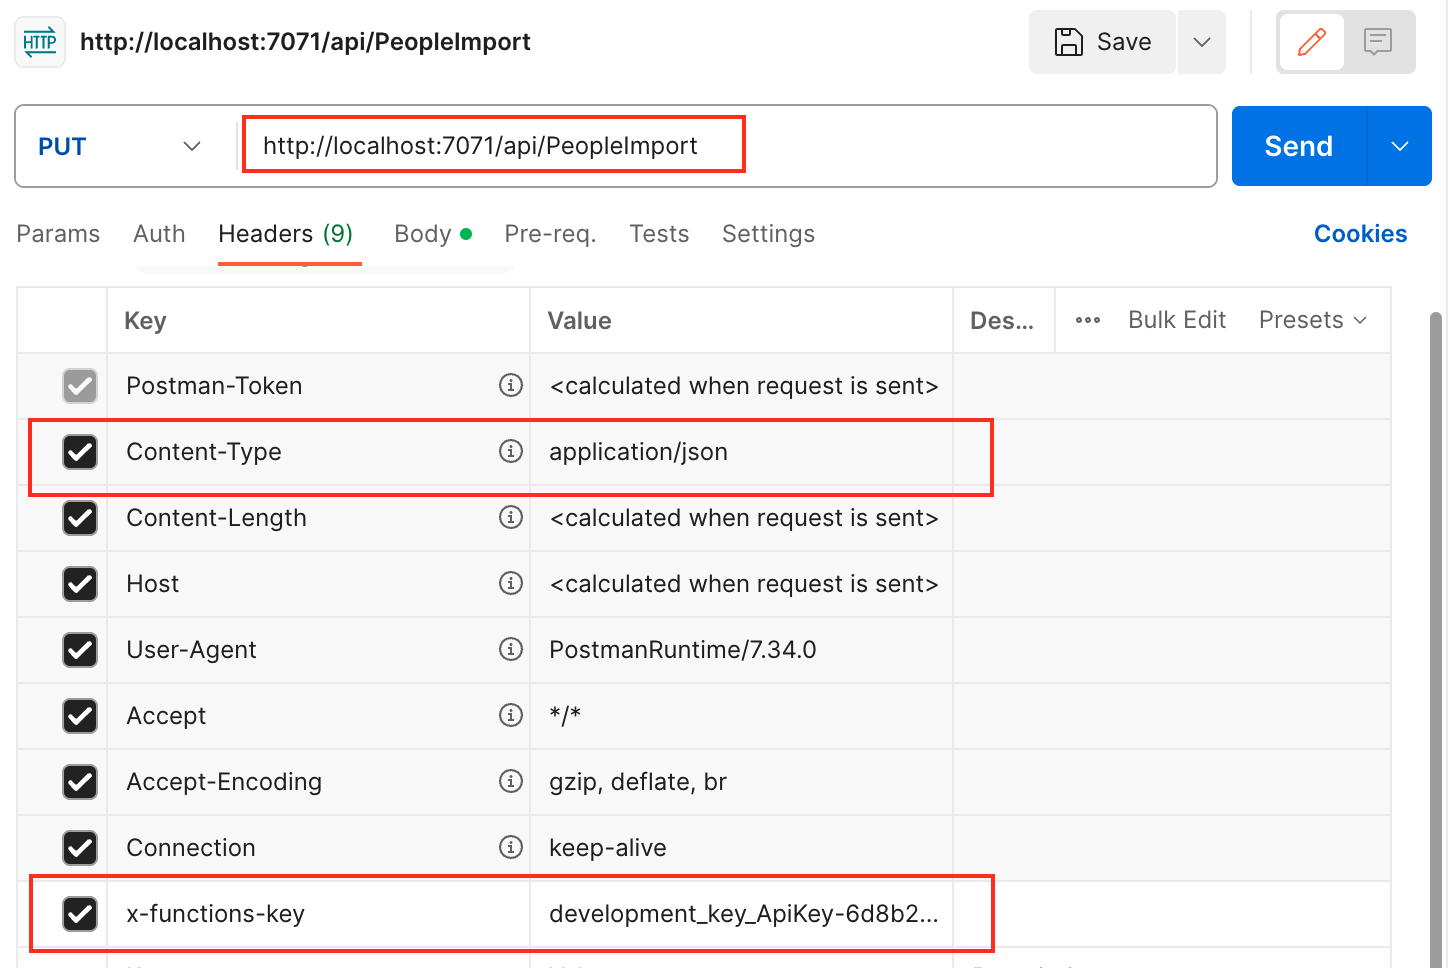 HTTP http://localhost:7071/api/PeopleImport Save
PUT http://localhost:7071/api/PeopleImport Send
Params Auth Headers (9) Body Pre-req. Tests Settings Cookies
Key Value Des... Bulk Edit Presets
Postman-Token <calculated when request is sent>
Content-Type application/json
Content-Length <calculated when request is sent>
Host <calculated when request is sent>
User-Agent PostmanRuntime/7.34.0
Accept */*
Accept-Encoding gzip, deflate, br
Connection keep-alive
x-functions-key development_key_ApiKey-6d8b2...